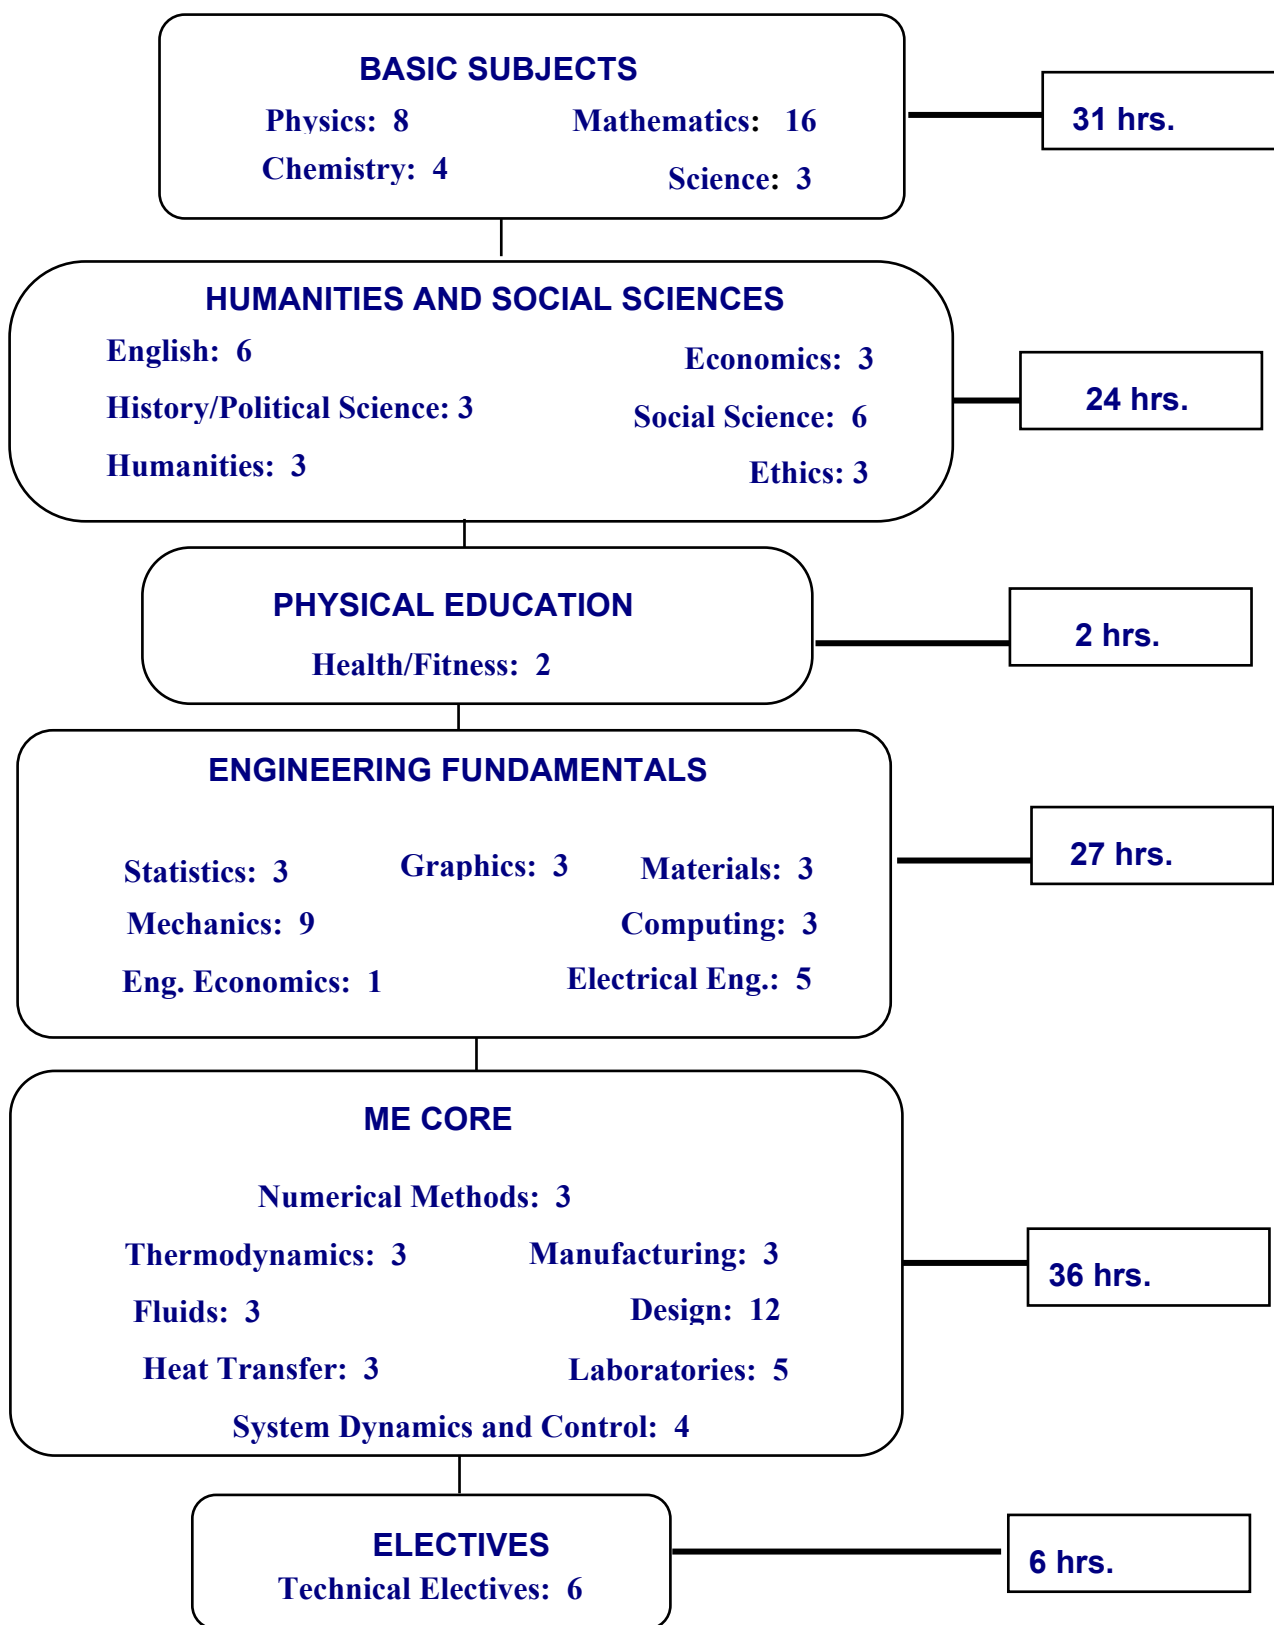 BASIC SUBJECTS
Physics: 8 Mathematics: 16
31 hrs.
Chemistry: 4 Science: 3
HUMANITIES AND SOCIAL SCIENCES
English: 6 Economics: 3
History/Political Science: 3 Social Science: 6
24 hrs.
Humanities: 3 Ethics: 3
PHYSICAL EDUCATION
Health/Fitness: 2
2 hrs.
ENGINEERING FUNDAMENTALS
Statistics: 3 Graphics: 3 Materials: 3
27 hrs.
Mechanics: 9 Computing: 3
Eng. Economics: 1 Electrical Eng.: 5
ME CORE
Numerical Methods: 3
Thermodynamics: 3 Manufacturing: 3
36 hrs.
Fluids: 3 Design: 12
Heat Transfer: 3 Laboratories: 5
System Dynamics and Control: 4
ELECTIVES
Technical Electives: 6
6 hrs.